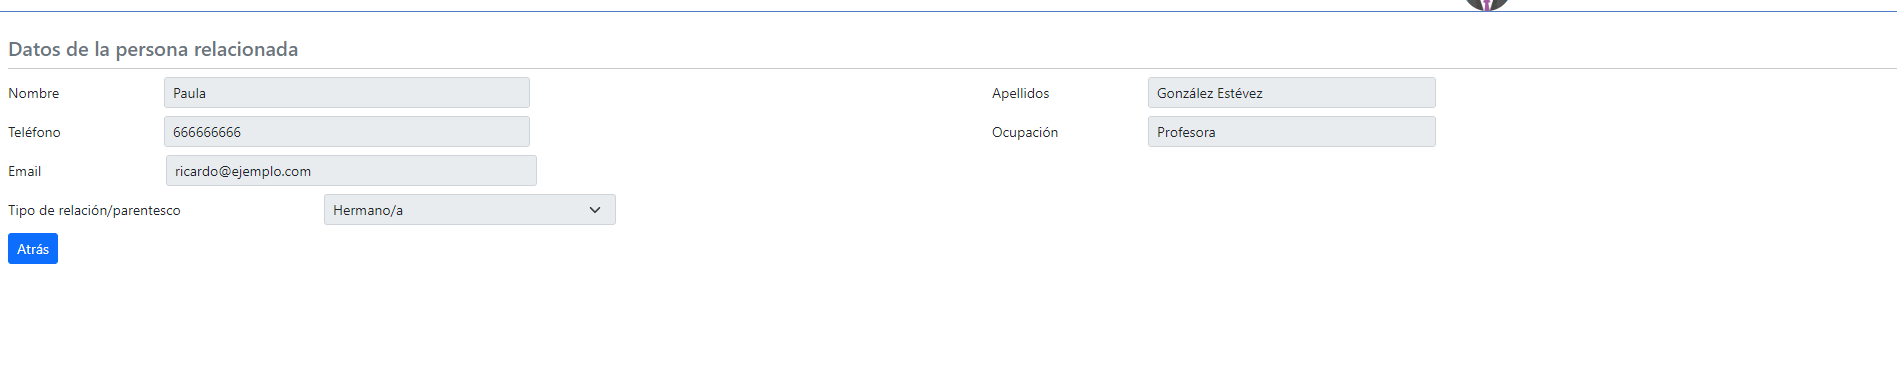 Datos de la persona relacionada
Nombre Paula Apellidos González Estévez
Teléfono 666666666 Ocupación Profesora
Email ricardo@ejemplo.com
Tipo de relación/parentesco Hermano/a
Atrás